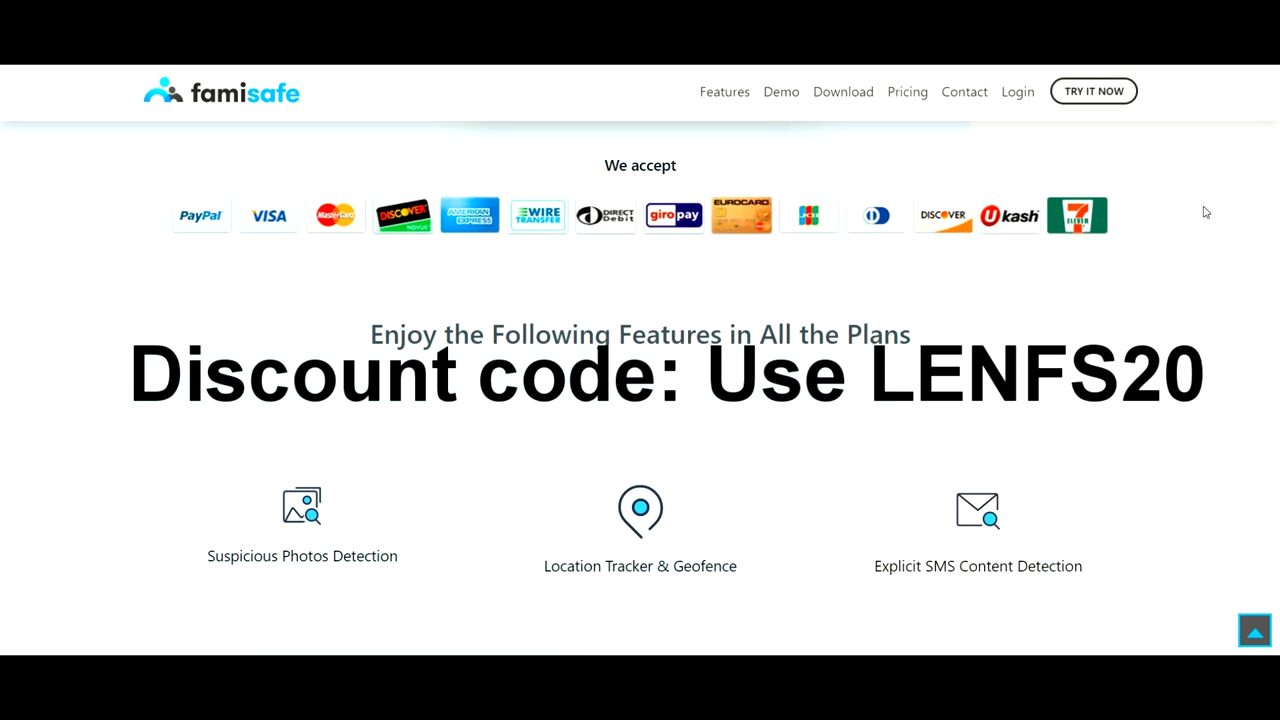 famisafe
Features Demo Download Pricing Contact Login TRY IT NOW
We accept
PayPal VISA MasterCard DISCOVER NOVUS AMERICAN EXPRESS WIRE TRANSFER DIRECT Debit giropay EUROCARD JCB DISCOVER Ukash 7 ELEVEN
Enjoy the Following Features in All the Plans
Discount code: Use LENFS20
Suspicious Photos Detection
Location Tracker & Geofence
Explicit SMS Content Detection